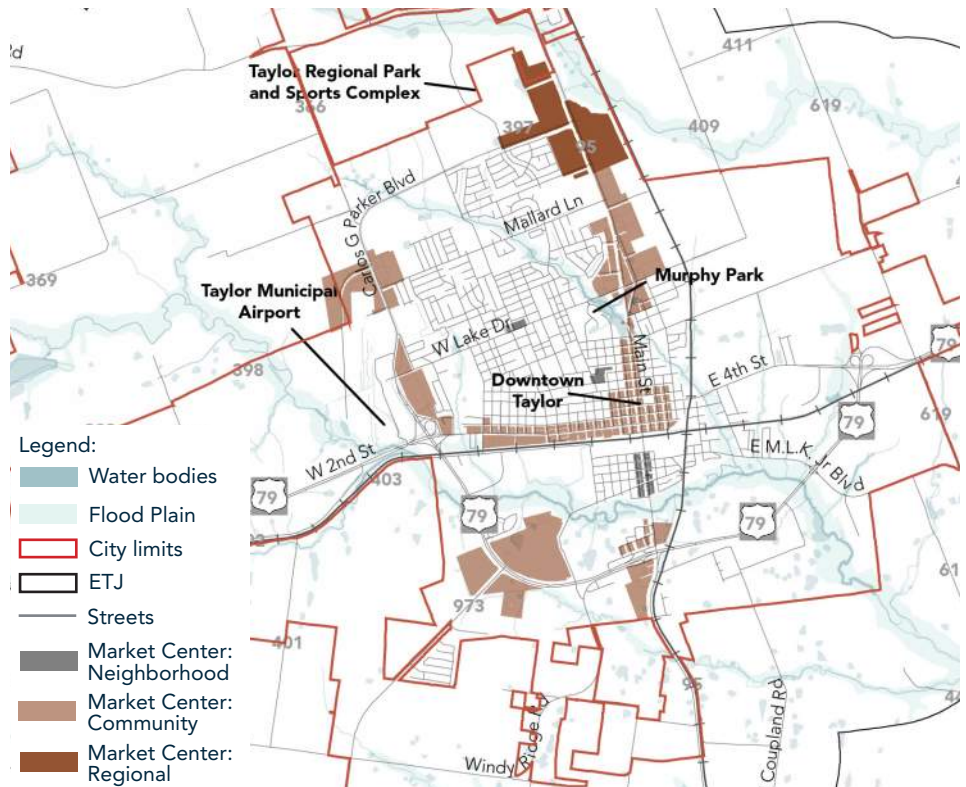 411
Rd
Taylor Regional Park
and Sports Complex
366
619
397
409
95
Carlos G Parker Blvd
Mallard Ln
369
Murphy Park
Taylor Municipal
Airport
W Lake Dr
Main St
79
398
Downtown
Taylor
E 4th St
79
619
Legend:
W 2nd St
E M.L.K. Jr Blvd
Water bodies
403
79
79
79
Flood Plain
City limits
ETJ
Streets
973
401
Market Center:
Neighborhood
95
Market Center:
Community
Coupland Rd
Windy Ridge Rd
Market Center:
Regional